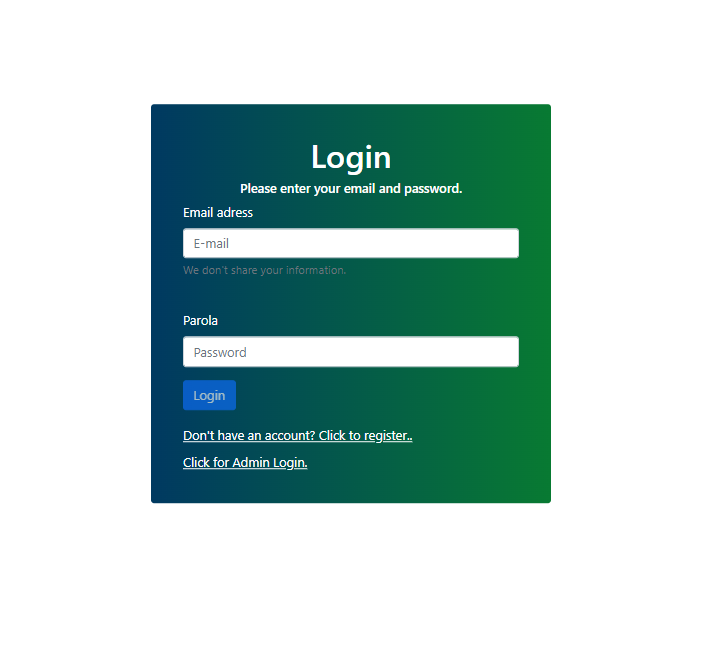 Login
Please enter your email and password.
Email adress
E-mail
We don't share your information.
Parola
Password
Login
Don't have an account? Click to register..
Click for Admin Login.